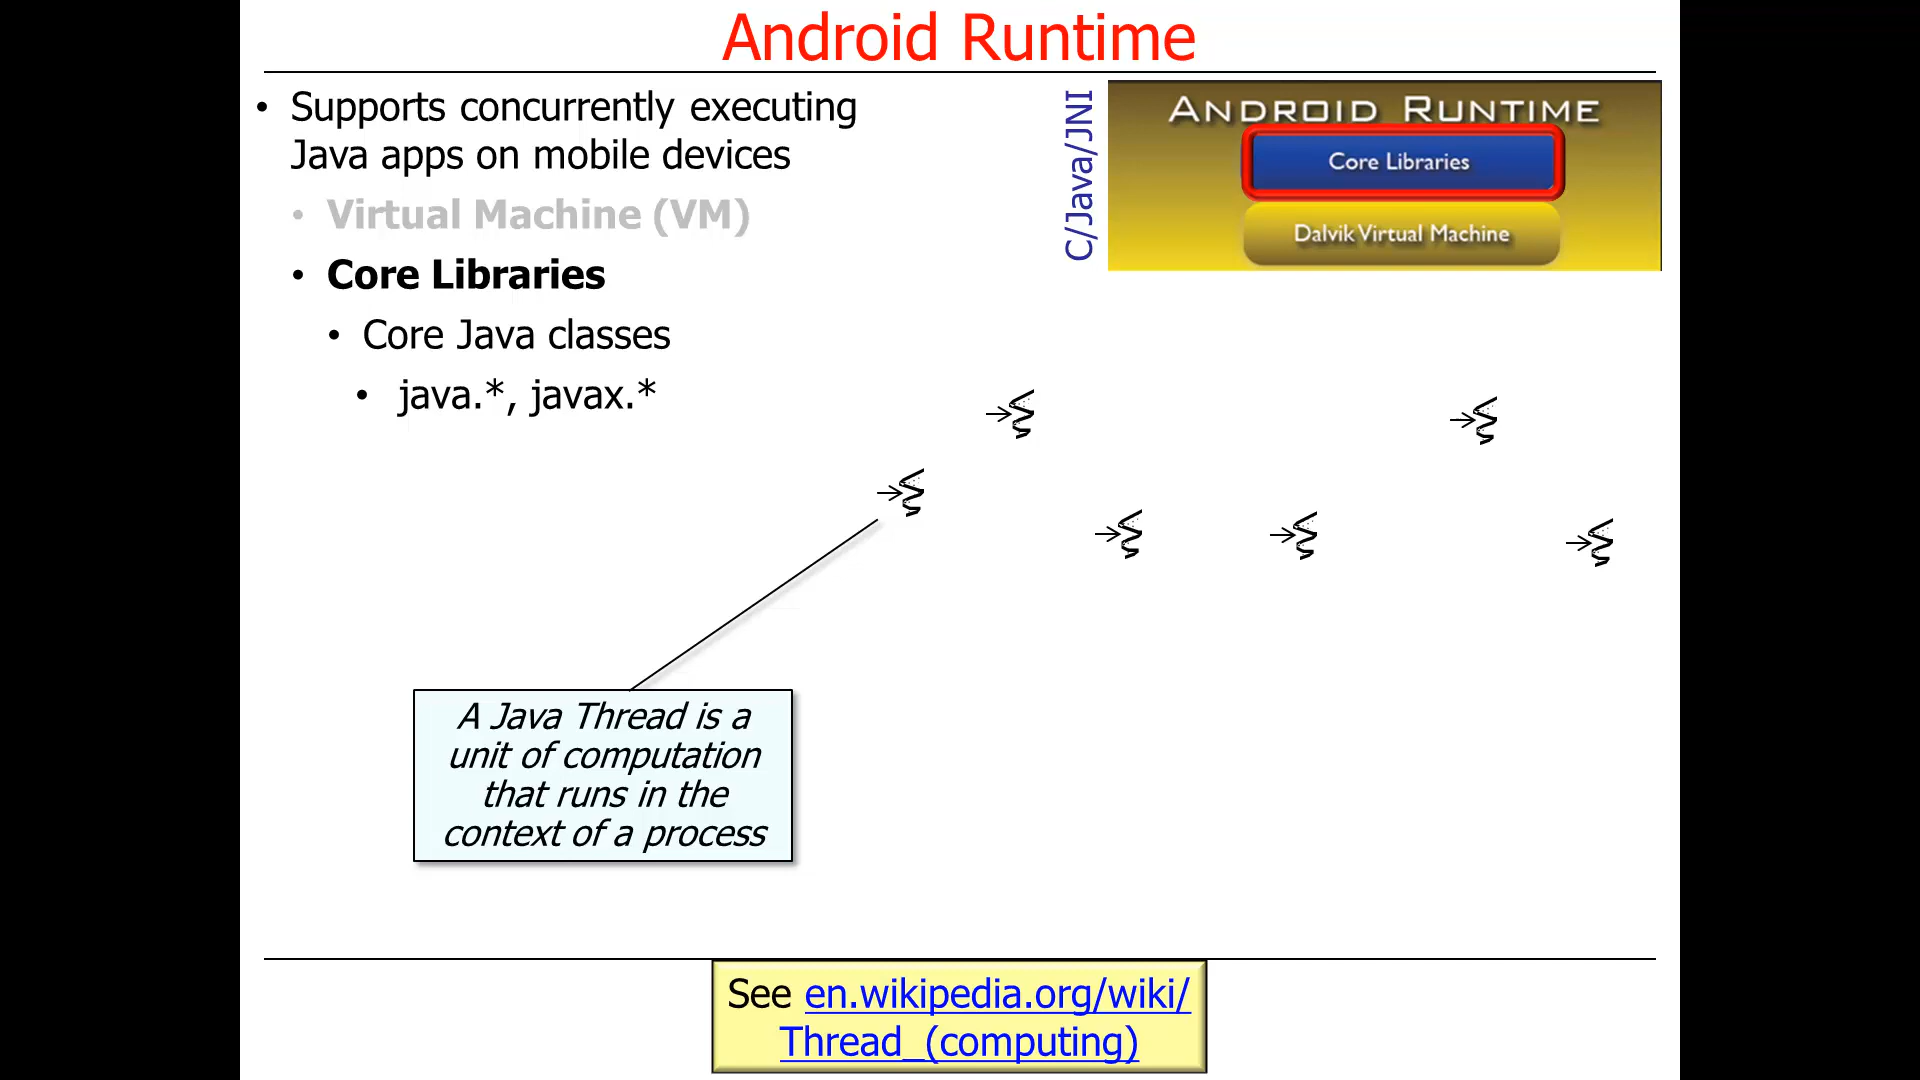 Android Runtime
• Supports concurrently executing
Java apps on mobile devices
• Virtual Machine (VM)
• Core Libraries
• Core Java classes
• java.*, javax.*
C/Java/JNI
ANDROID RUNTIME
Core Libraries
Dalvik Virtual Machine
A Java Thread is a
unit of computation
that runs in the
context of a process
See en.wikipedia.org/wiki/
Thread_(computing)